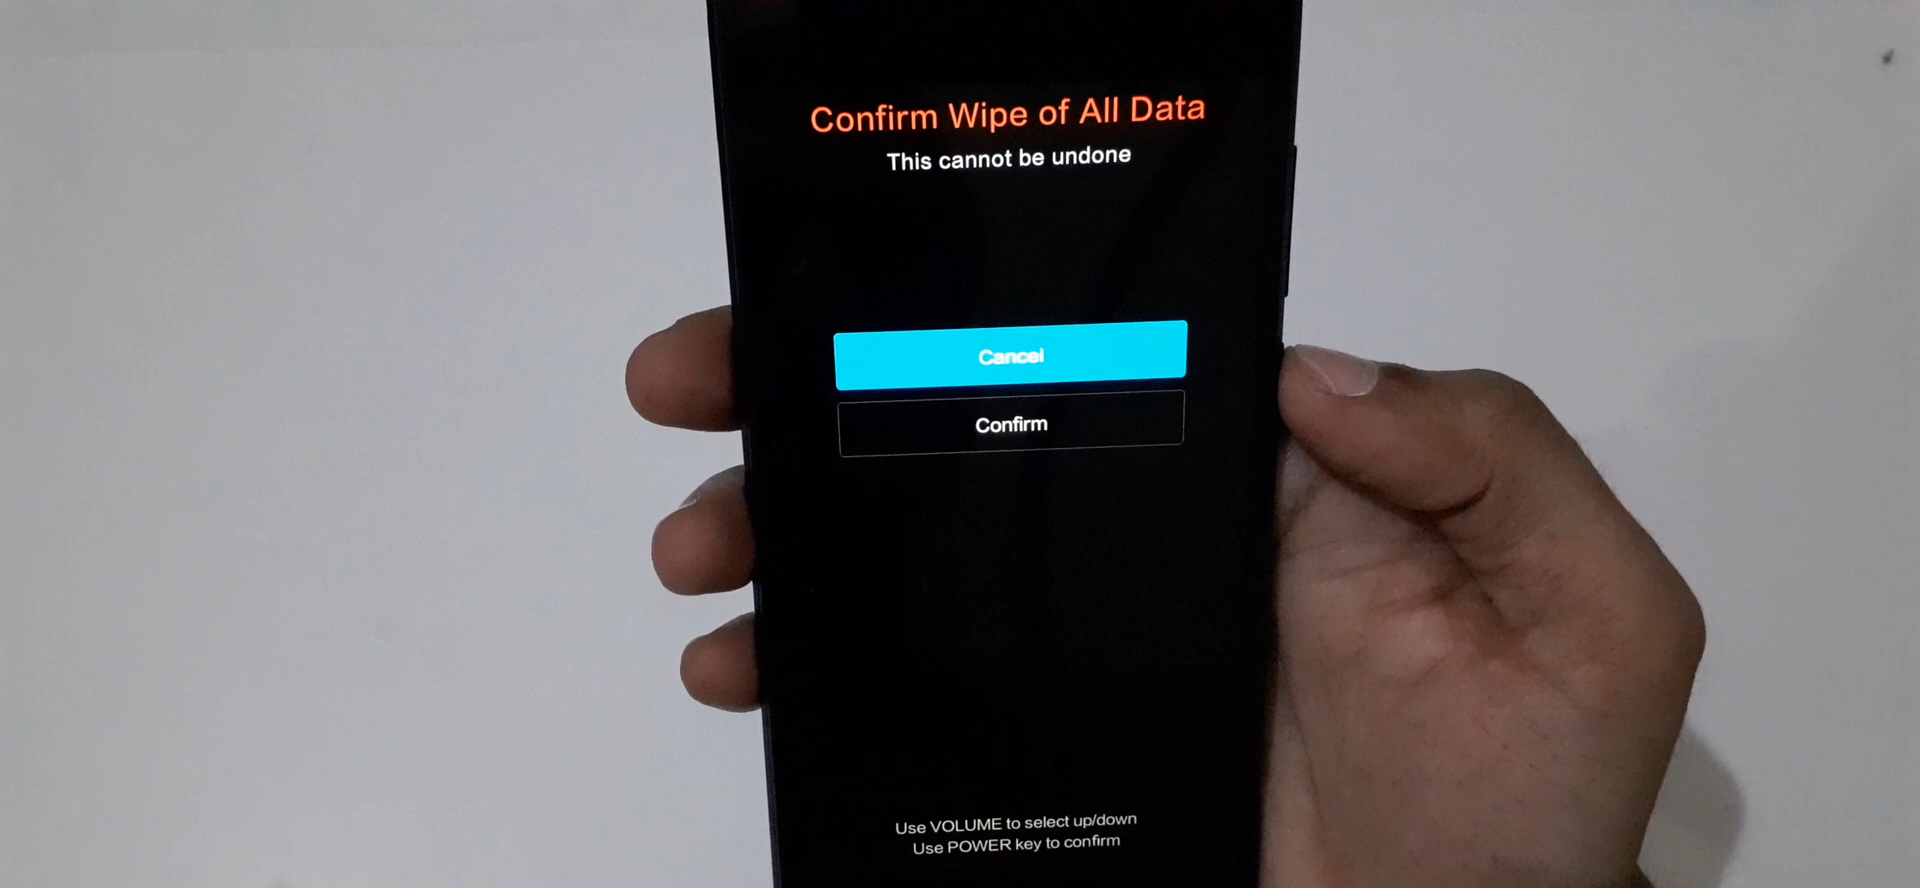 Confirm Wipe of All Data
This cannot be undone
Cancel
Confirm
Use VOLUME to select up/down
Use POWER key to confirm